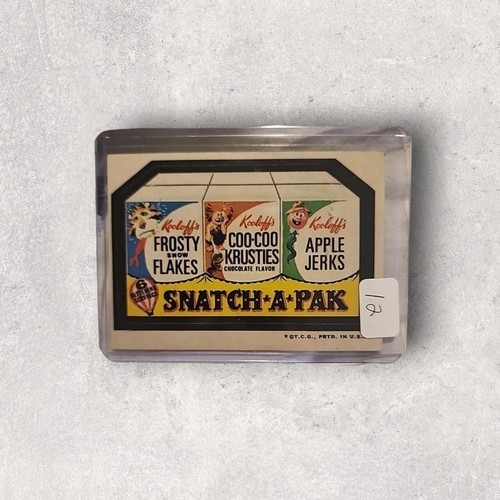 Kooloff's
FROSTY
SNOW
FLAKES
Kooloff's
COO-COO
KRUSTIES
CHOCOLATE FLAVOR
Kooloff's
APPLE
JERKS
6
SNATCH★A★PAK
12
*©T.C.G., PRTD. IN U.S.